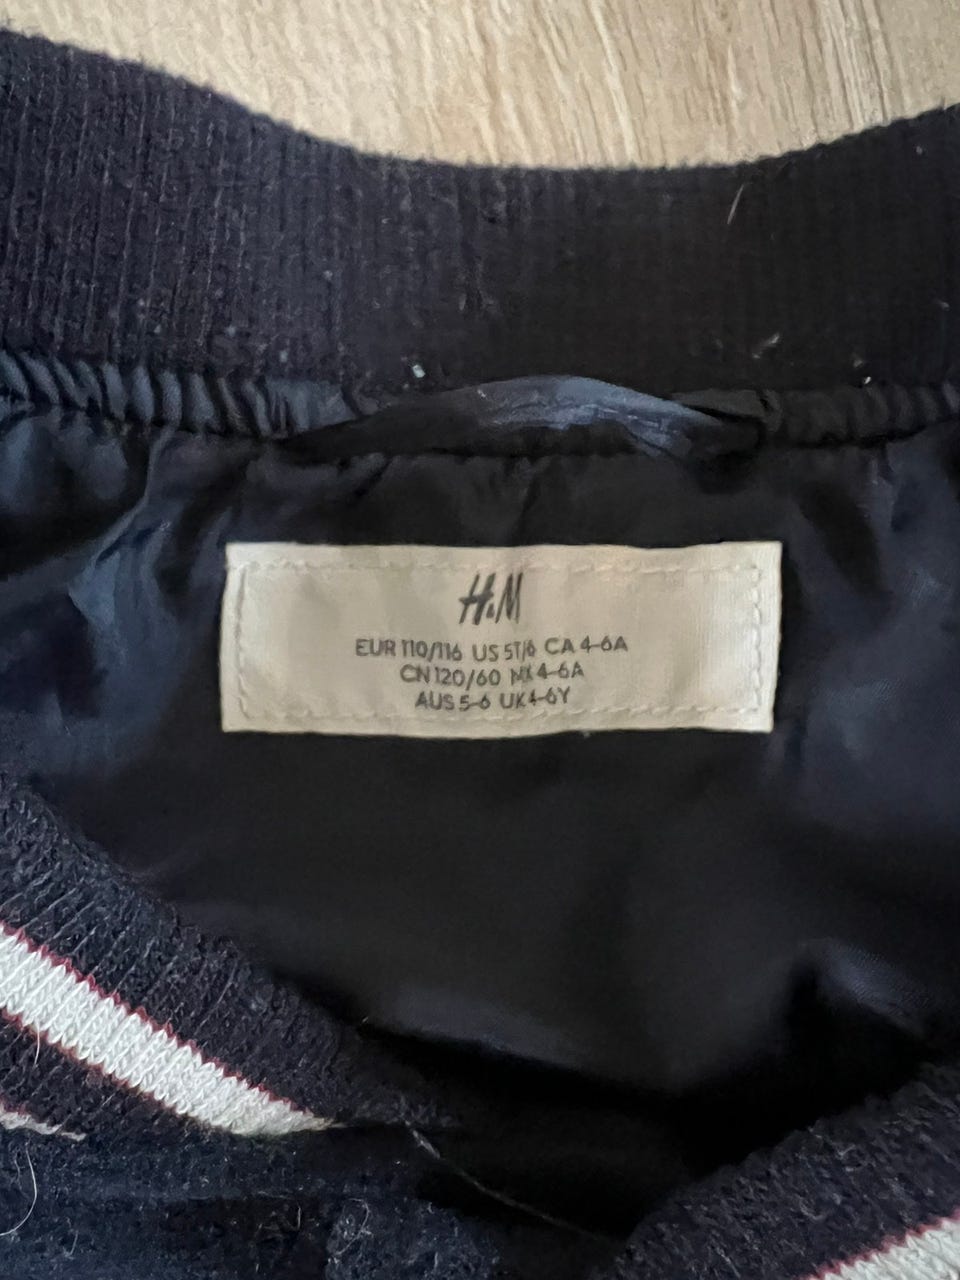 H&M
EUR 110/116 US 5T/6 CA 4-6A
CN 120/60 MX 4-6A
AUS 5-6 UK 4-6Y